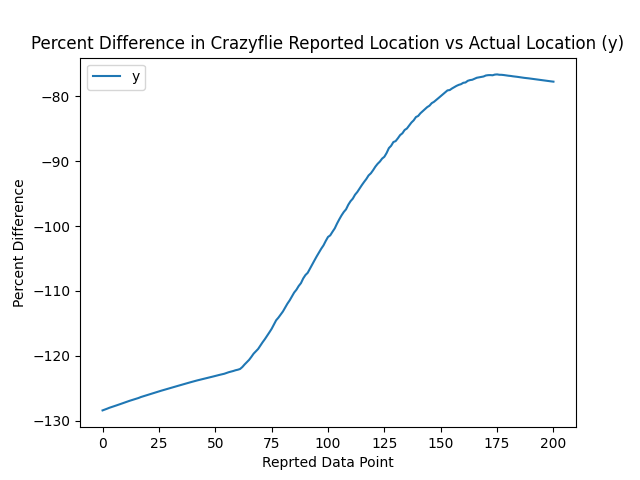 Percent Difference in Crazyflie Reported Location vs Actual Location (y)
y
−80
−90
−100
−110
−120
−130
Percent Difference
0 25 50 75 100 125 150 175 200
Reprted Data Point